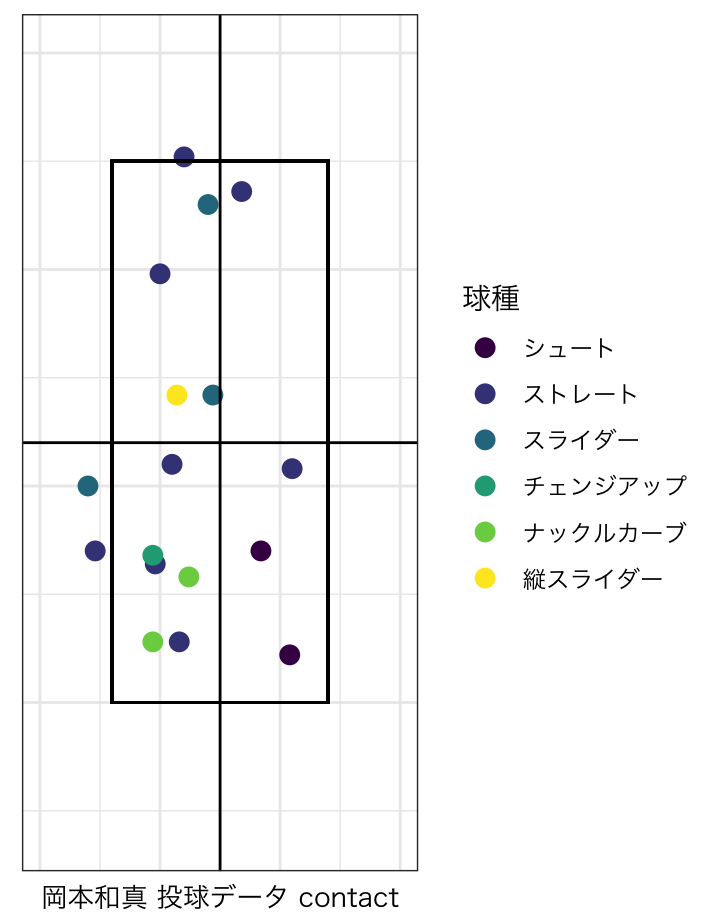 球種
シュート
ストレート
スライダー
チェンジアップ
ナックルカーブ
縦スライダー
岡本和真 投球データ contact